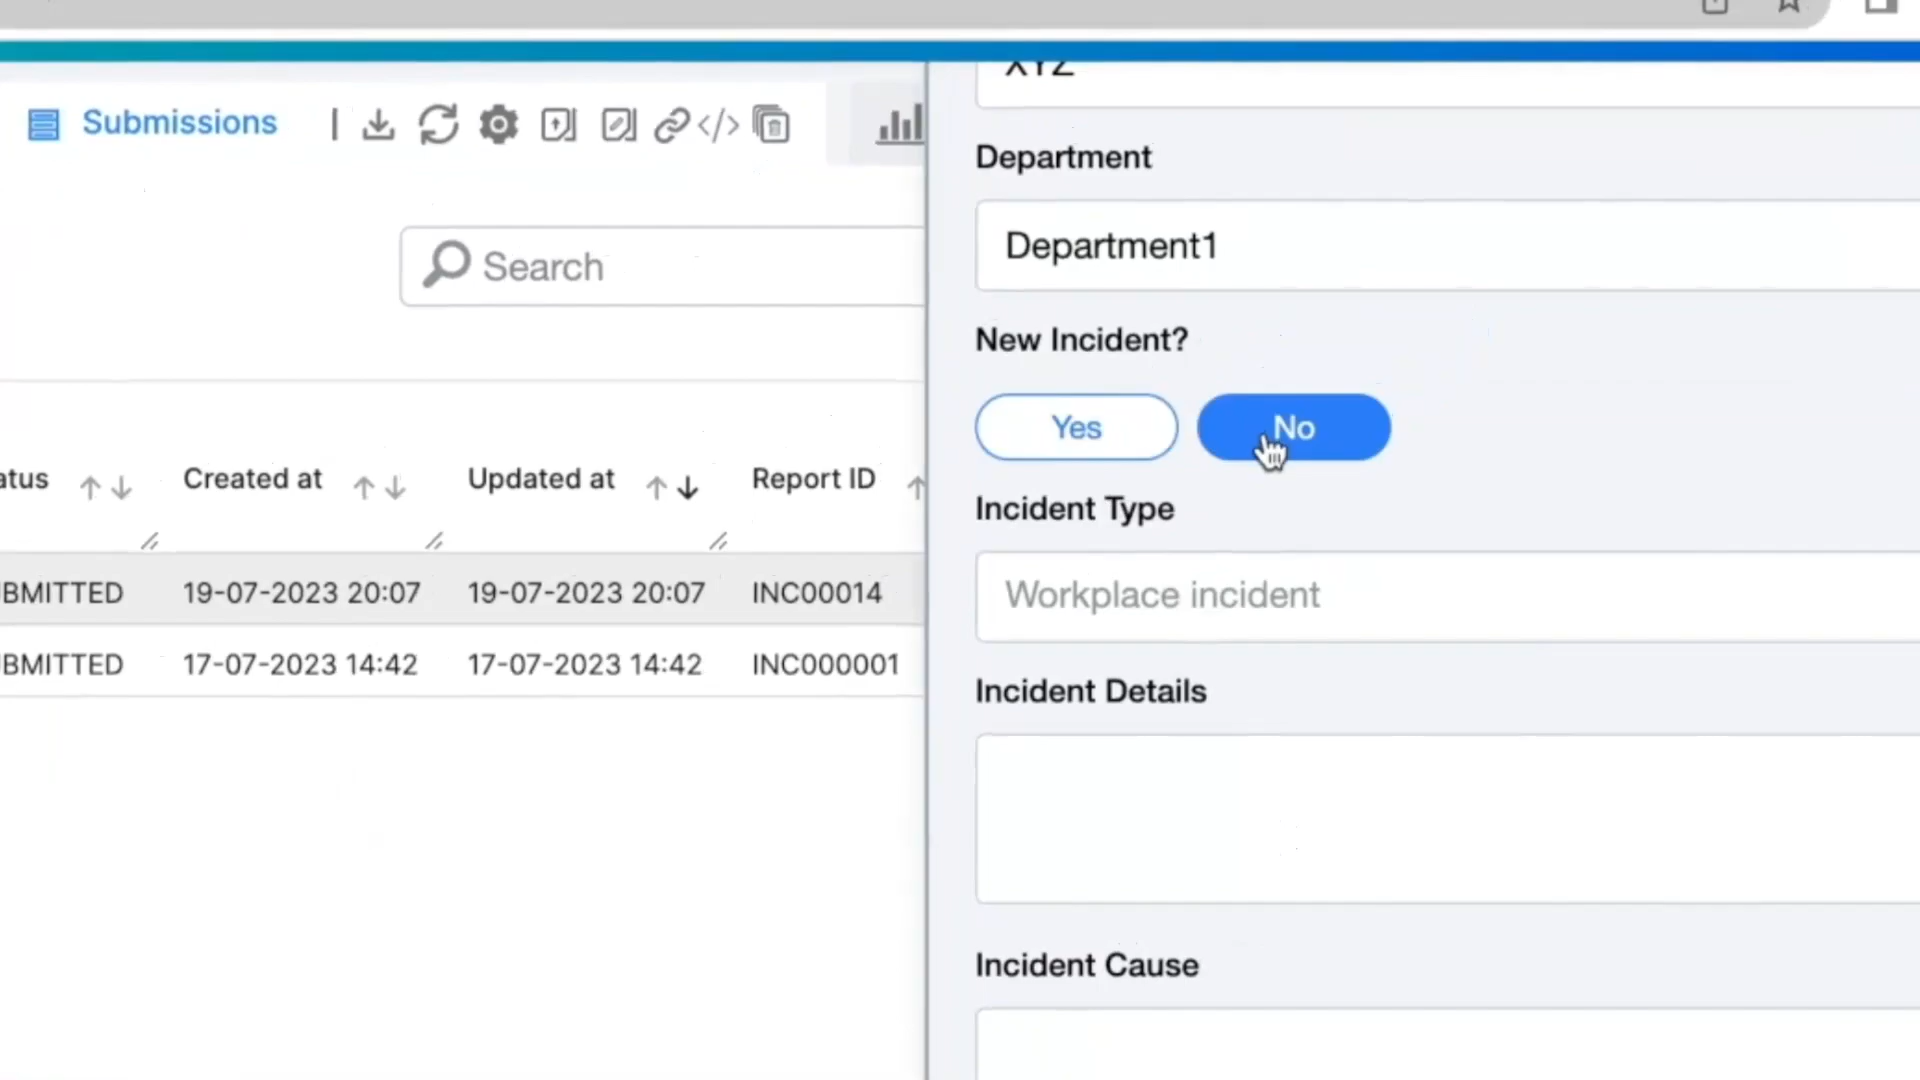 XYZ
Submissions
Search
Department
Department1
New Incident?
Yes No
Incident Type
Workplace incident
Incident Details
Incident Cause
atus Created at Updated at Report ID
BMITTED 19-07-2023 20:07 19-07-2023 20:07 INC00014
BMITTED 17-07-2023 14:42 17-07-2023 14:42 INC000001